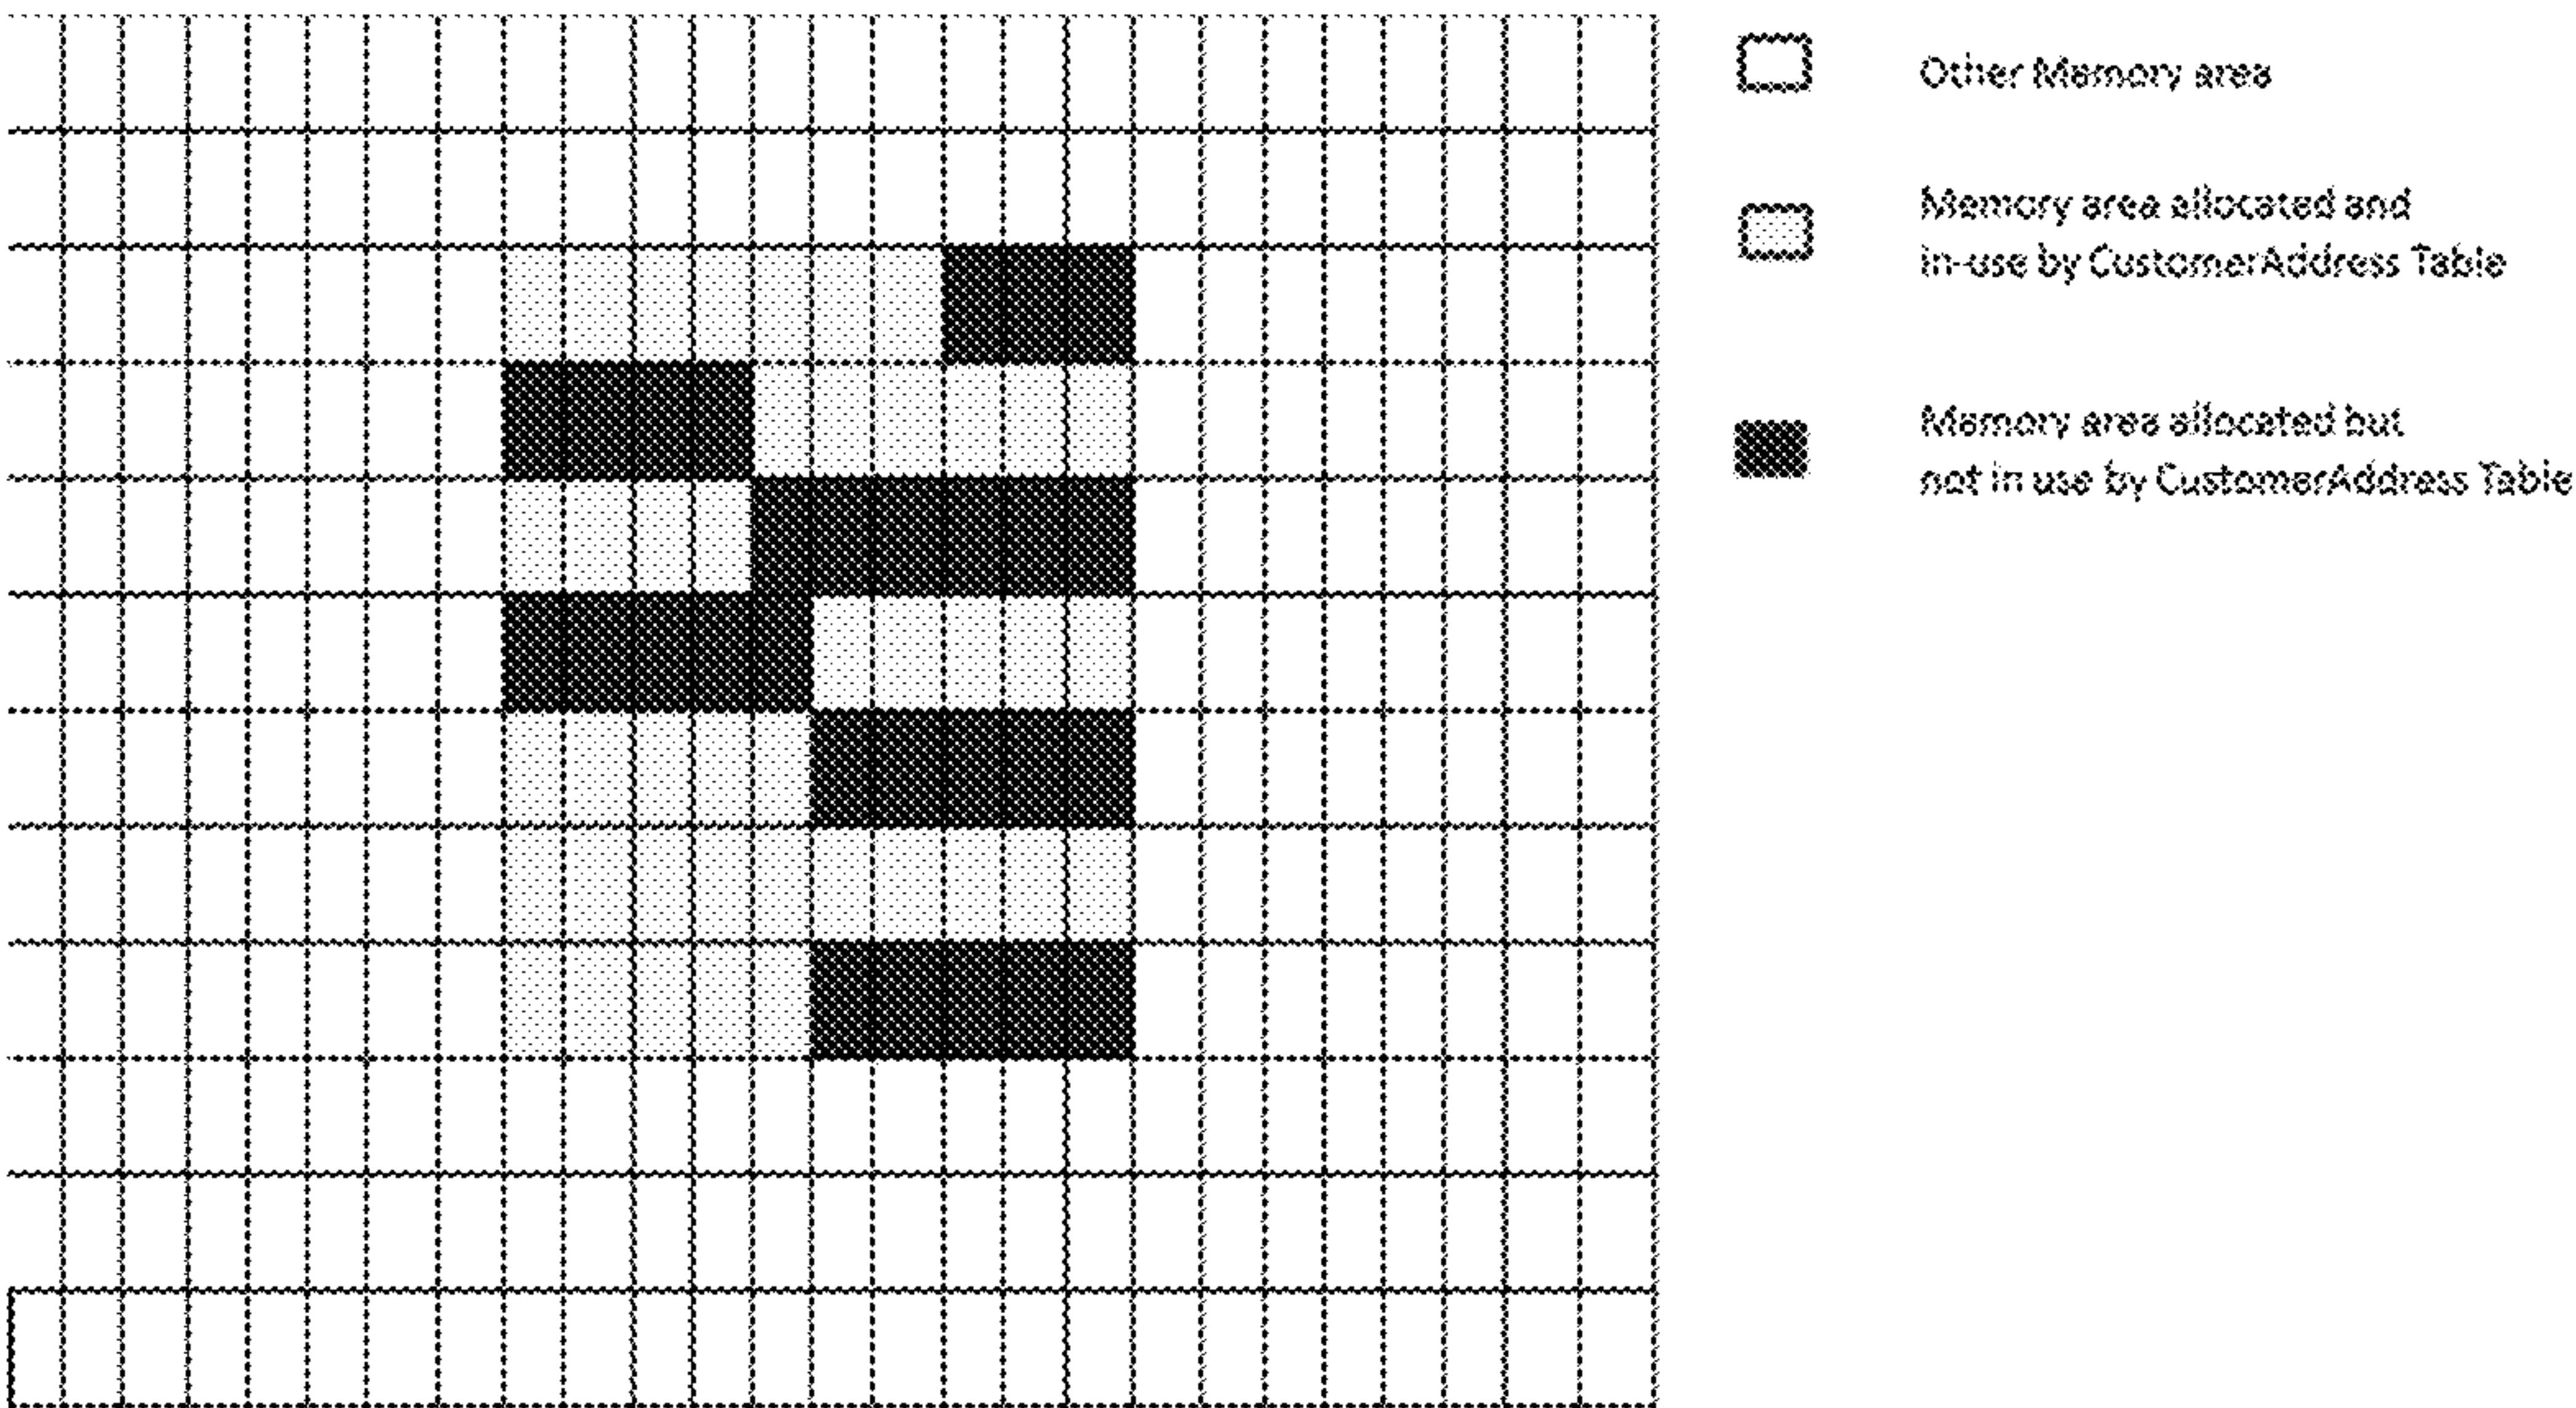 Other Memory area
Memory area allocated and
in-use by CustomerAddress Table
Memory area allocated but
not in use by CustomerAddress Table